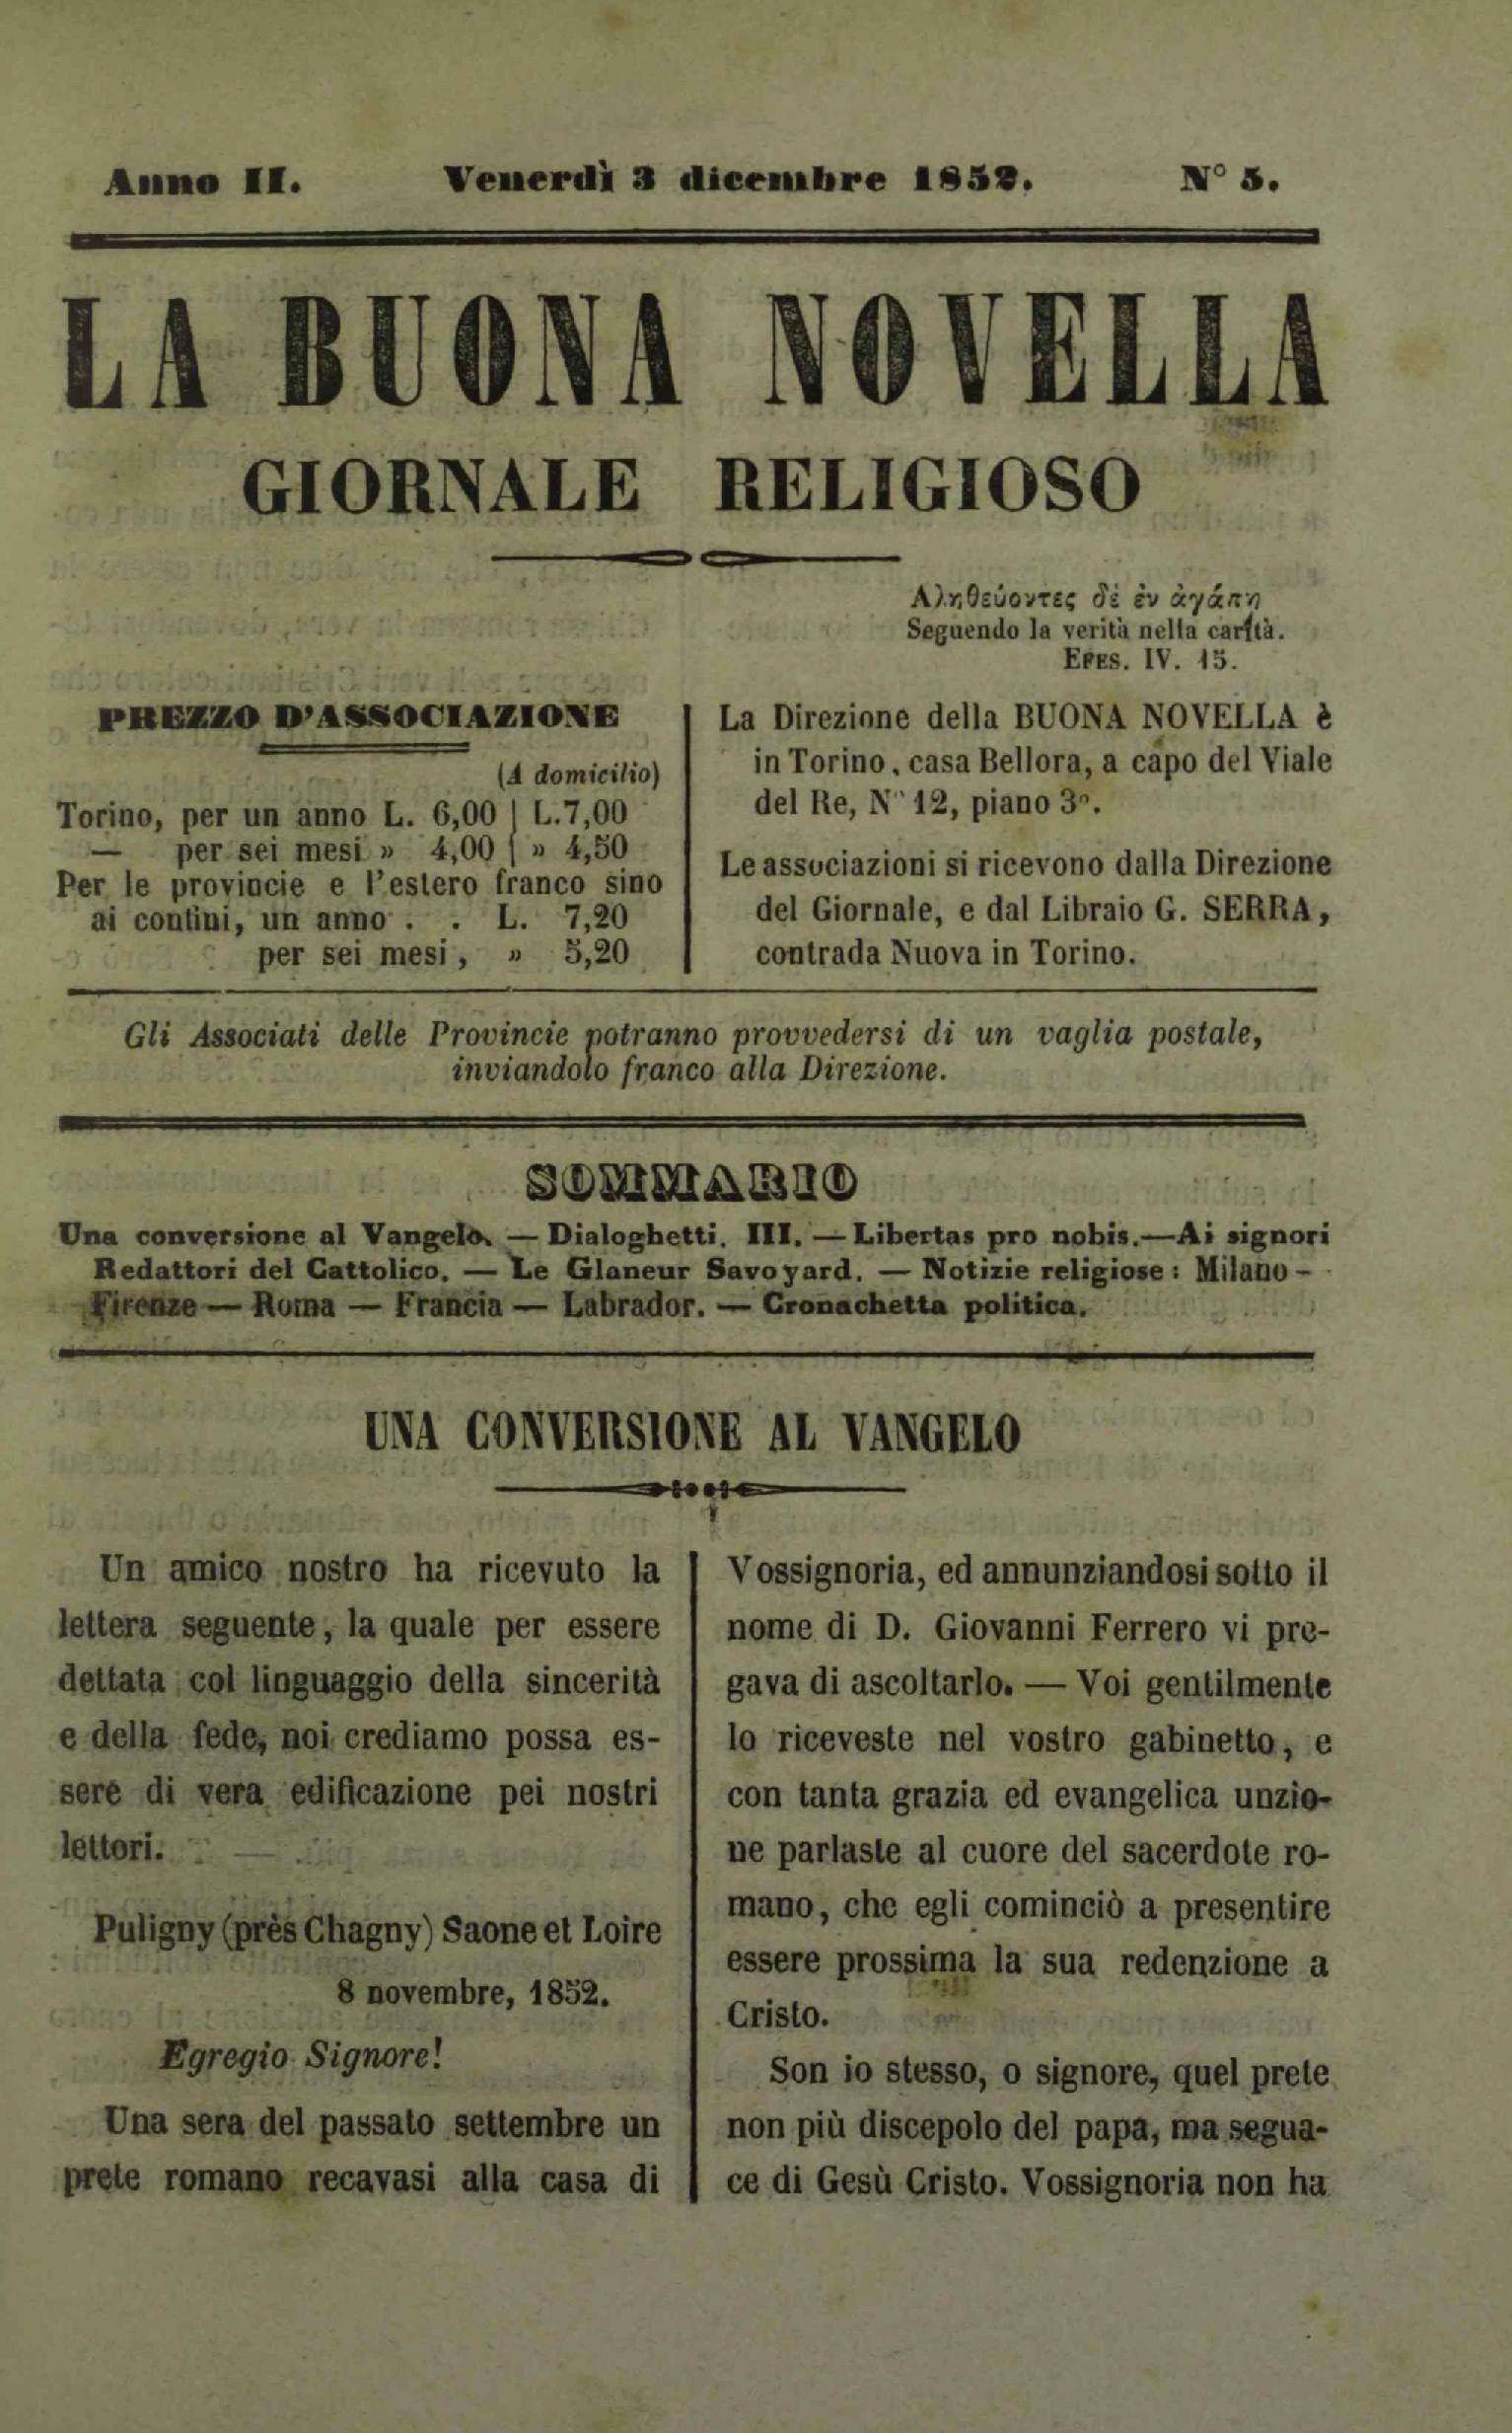 Anno II. Venerdì 3 dicembre 1852. N° 5.
LA BUONA NOVELLA
GIORNALE RELIGIOSO
Αληθεύοντες δὲ ἐν ἀγάπη
Seguendo la verità nella carità.
EFES. IV. 15.
PREZZO D'ASSOCIAZIONE
(A domicilio)
Torino, per un anno L. 6,00 | L.7,00
— per sei mesi » 4,00 | » 4,50
Per le provincie e l'estero franco sino
ai confini, un anno . . L. 7,20
per sei mesi, » 5,20
La Direzione della BUONA NOVELLA è
in Torino, casa Bellora, a capo del Viale
del Re, N° 12, piano 3°.
Le associazioni si ricevono dalla Direzione
del Giornale, e dal Libraio G. SERRA,
contrada Nuova in Torino.
Gli Associati delle Provincie potranno provvedersi di un vaglia postale,
inviandolo franco alla Direzione.
SOMMARIO
Una conversione al Vangelo. — Dialoghetti. III. — Libertas pro nobis. — Ai signori
Redattori del Cattolico. — Le Glaneur Savoyard. — Notizie religiose: Milano -
Firenze — Roma — Francia — Labrador. — Cronachetta politica.
UNA CONVERSIONE AL VANGELO
Un amico nostro ha ricevuto la
lettera seguente, la quale per essere
dettata col linguaggio della sincerità
e della fede, noi crediamo possa es-
sere di vera edificazione pei nostri
lettori.
Puligny (près Chagny) Saone et Loire
8 novembre, 1852.
Egregio Signore!
Una sera del passato settembre un
prete romano recavasi alla casa di
Vossignoria, ed annunziandosi sotto il
nome di D. Giovanni Ferrero vi pre-
gava di ascoltarlo. — Voi gentilmente
lo riceveste nel vostro gabinetto, e
con tanta grazia ed evangelica unzio-
ne parlaste al cuore del sacerdote ro-
mano, che egli cominciò a presentire
essere prossima la sua redenzione a
Cristo.
Son io stesso, o signore, quel prete
non più discepolo del papa, ma segua-
ce di Gesù Cristo. Vossignoria non ha